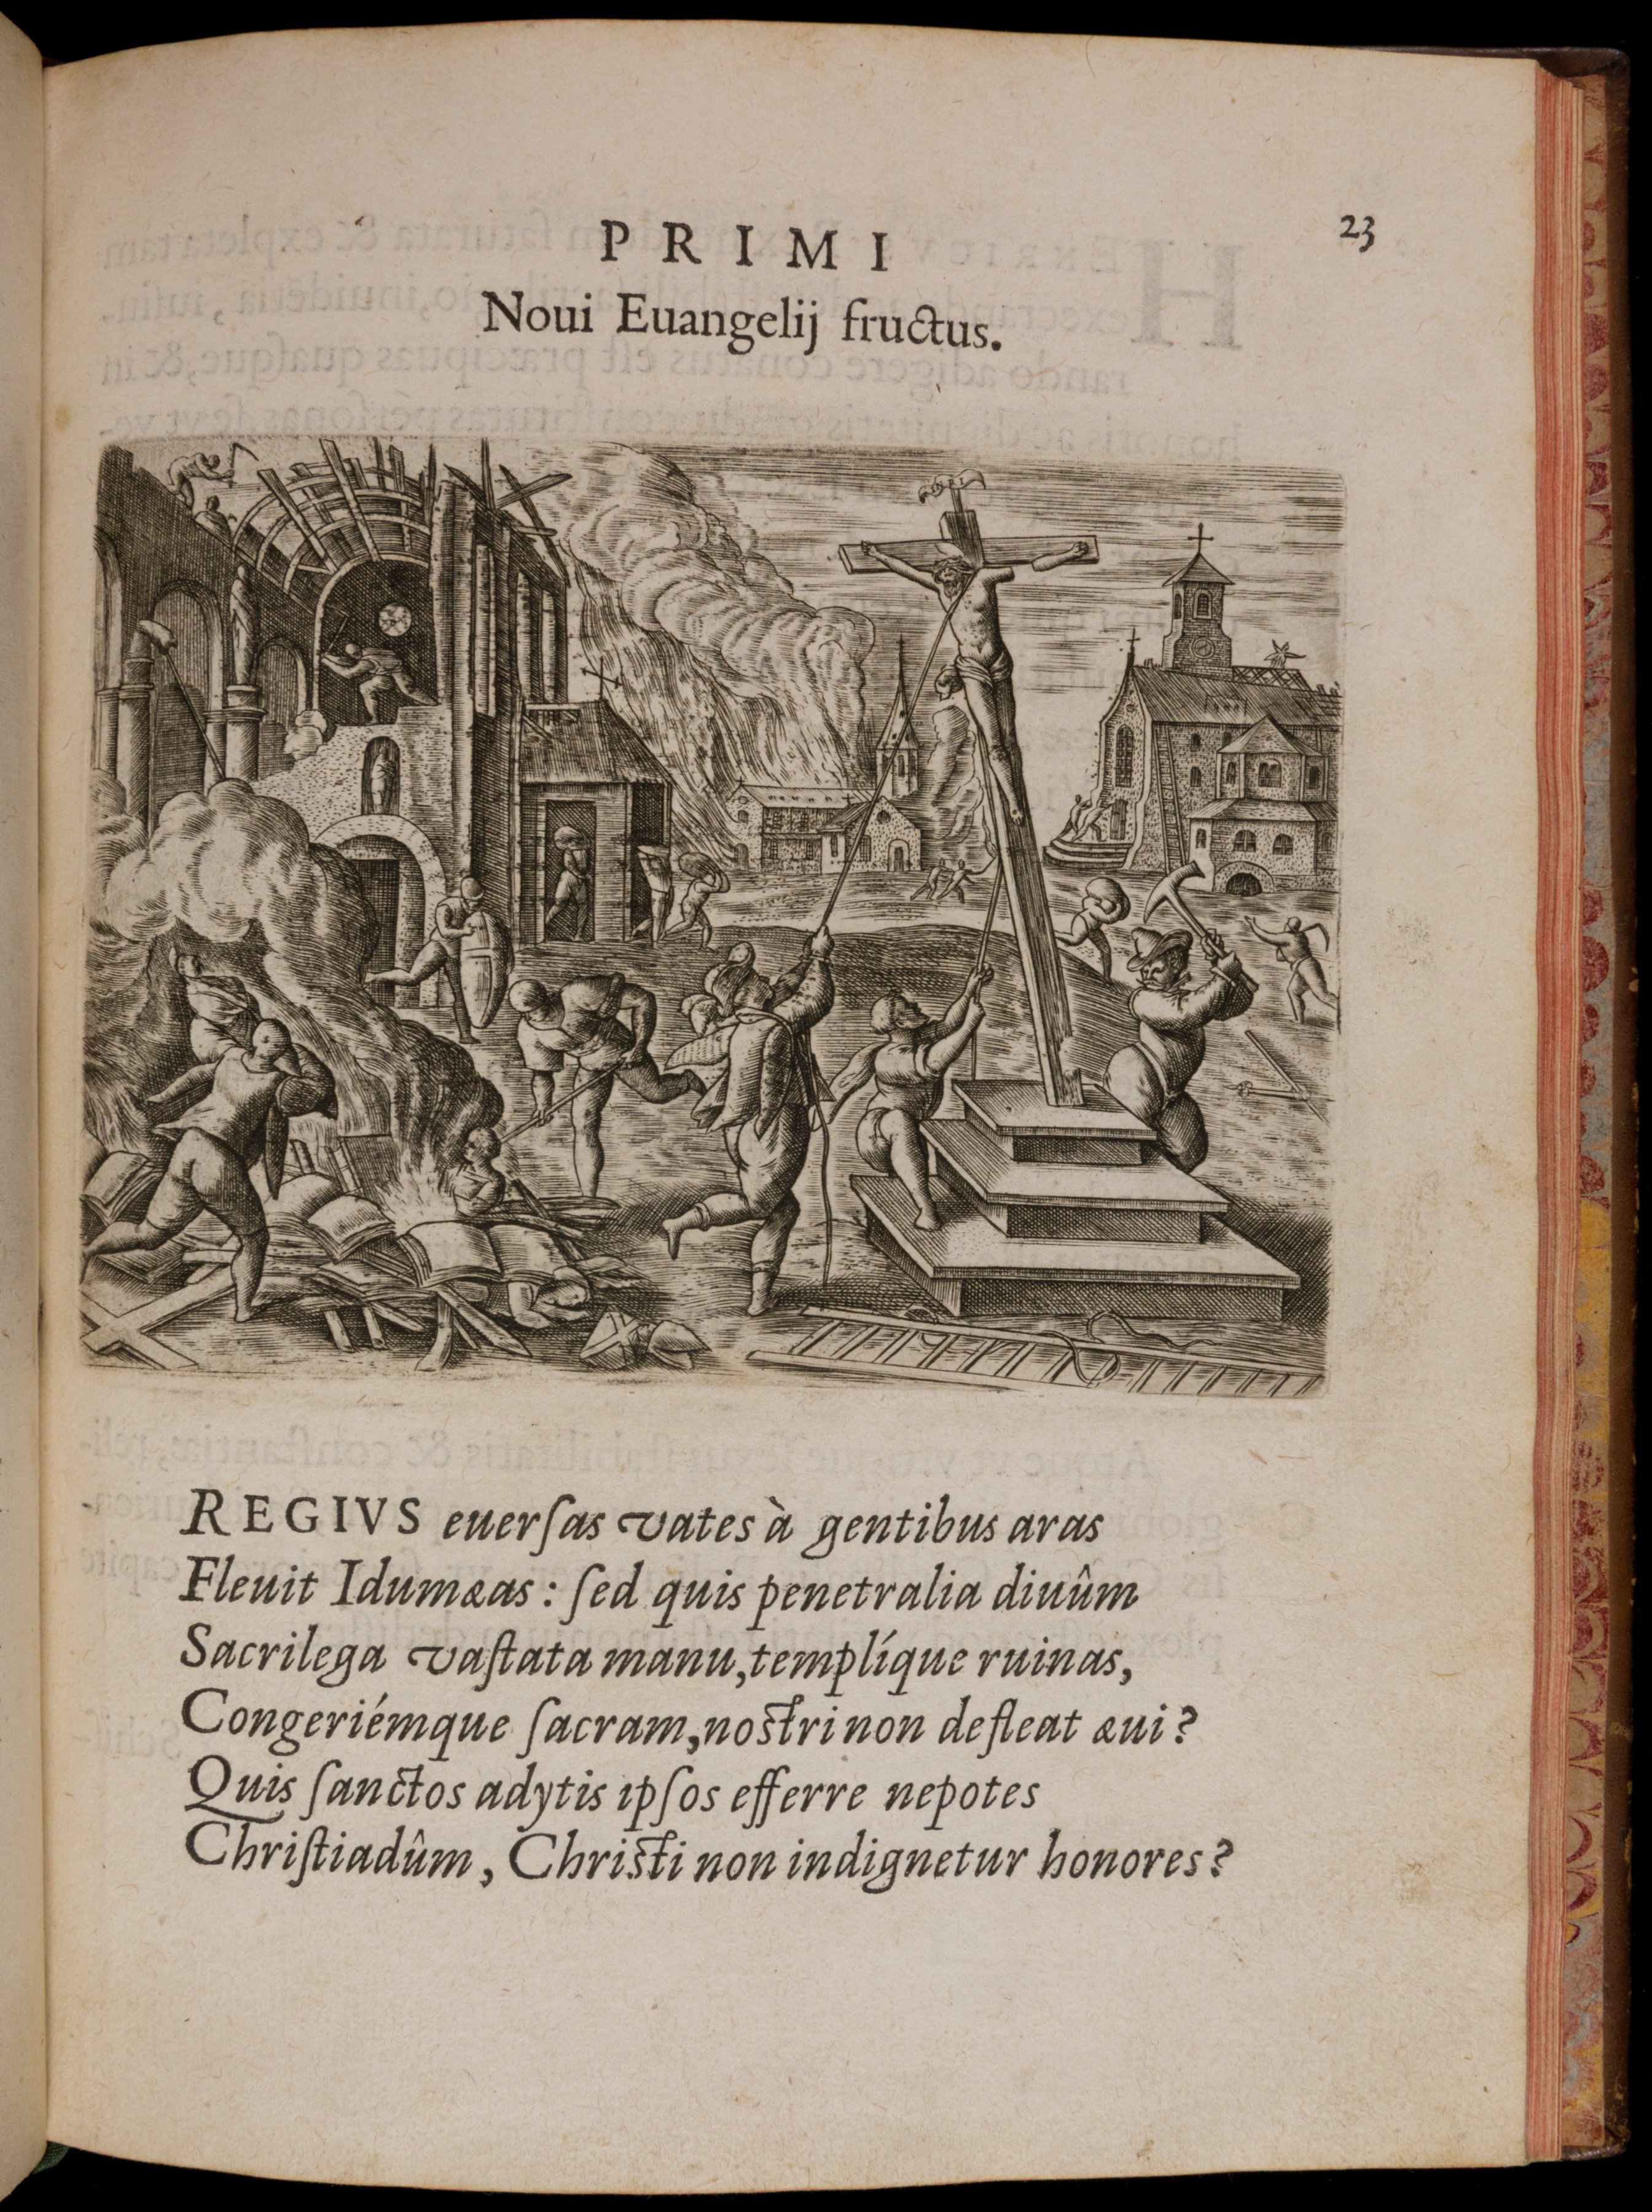 23
PRIMI
Noui Euangelij fructus.
REGIVS euerſas vates à gentibus aras
Fleuit Idumæas: ſed quis penetralia diuûm
Sacrilega vaſtata manu, templíque ruinas,
Congeriémque ſacram, noſtri non defleat æui?
Quis ſanctos adytis ipſos efferre nepotes
Chriſtiadûm, Chriſti non indignetur honores?